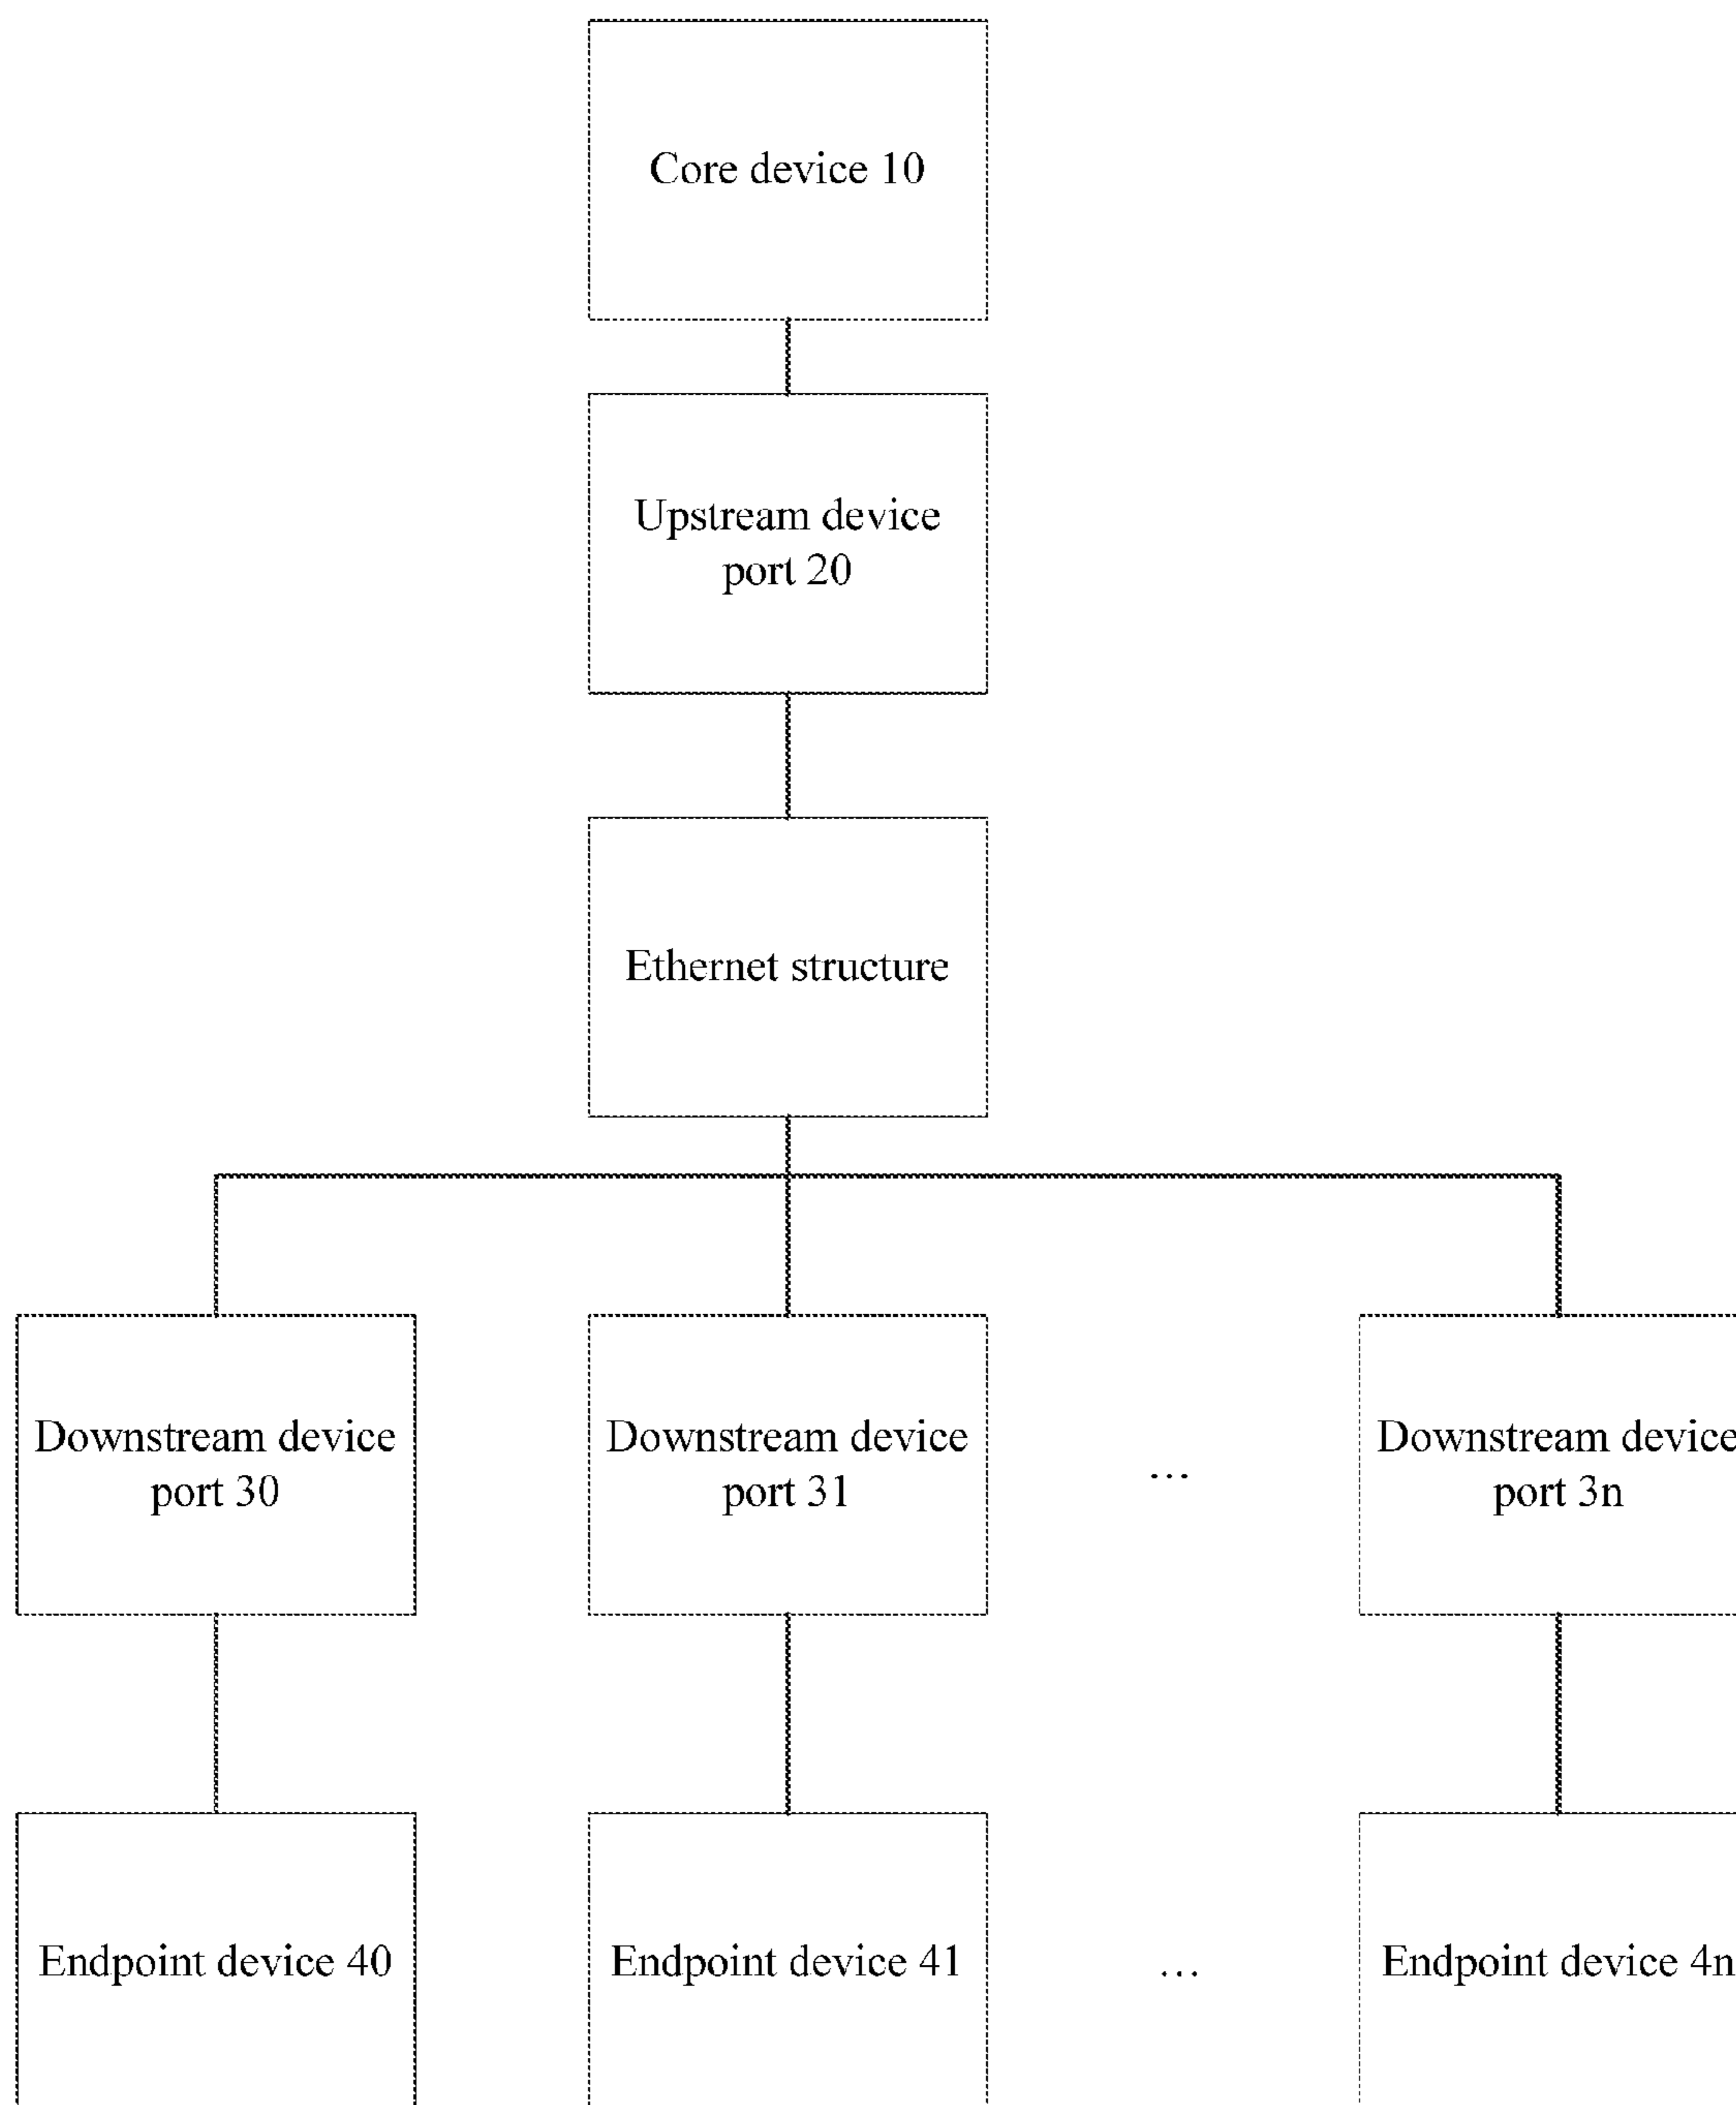 Core device 10
Upstream device
port 20
Ethernet structure
Downstream device
port 30
Downstream device
port 31
...
Downstream device
port 3n
Endpoint device 40
Endpoint device 41
...
Endpoint device 4n